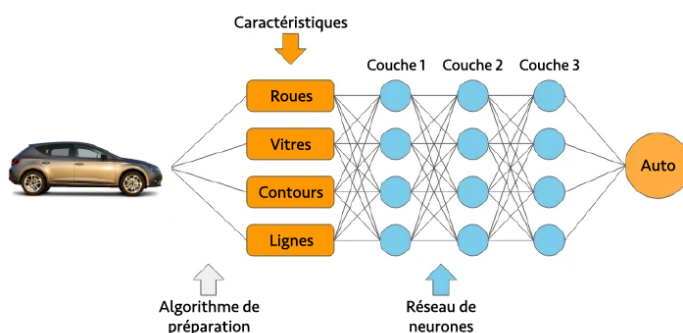 Caractéristiques
Couche 1
Couche 2
Couche 3
Roues
Vitres
Contours
Lignes
Auto
Algorithme de
préparation
Réseau de
neurones